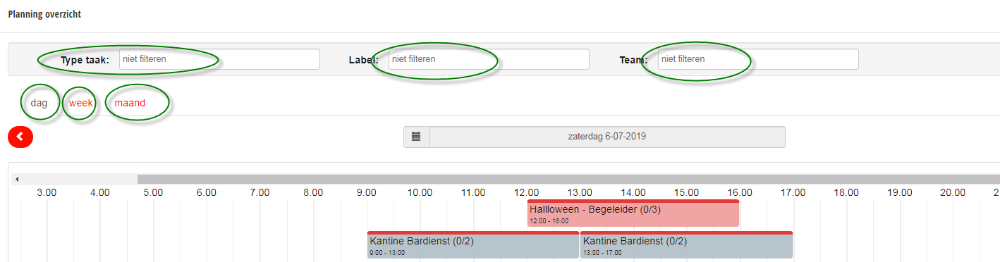 Planning overzicht
Type taak: niet filteren Label: niet filteren Team: niet filteren
dag week maand
zaterdag 6-07-2019
3.00 4.00 5.00 6.00 7.00 8.00 9.00 10.00 11.00 12.00 13.00 14.00 15.00 16.00 17.00 18.00 19.00 20.00 2
Hallloween - Begeleider (0/3)
12:00 - 16:00
Kantine Bardienst (0/2) Kantine Bardienst (0/2)
9:00 - 13:00 13:00 - 17:00